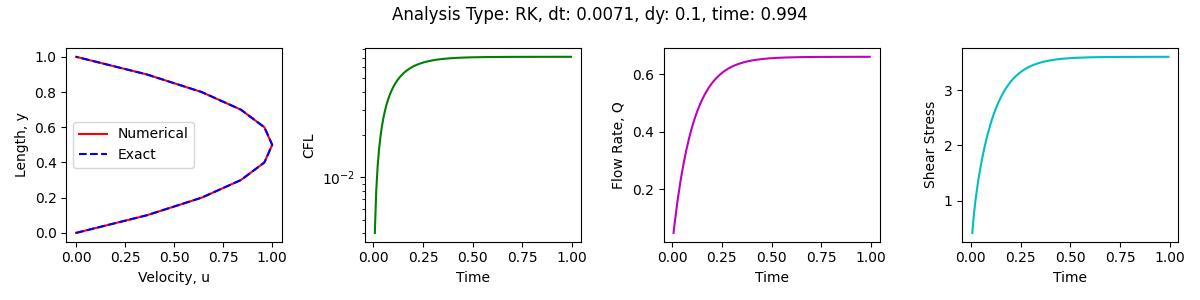 Analysis Type: RK, dt: 0.0071, dy: 0.1, time: 0.994
Length, y
1.0
0.8
0.6
0.4
0.2
0.0
Numerical
Exact
0.00 0.25 0.50 0.75 1.00
Velocity, u
CFL
10⁻²
0.00 0.25 0.50 0.75 1.00
Time
Flow Rate, Q
0.6
0.4
0.2
0.00 0.25 0.50 0.75 1.00
Time
Shear Stress
3
2
1
0.00 0.25 0.50 0.75 1.00
Time